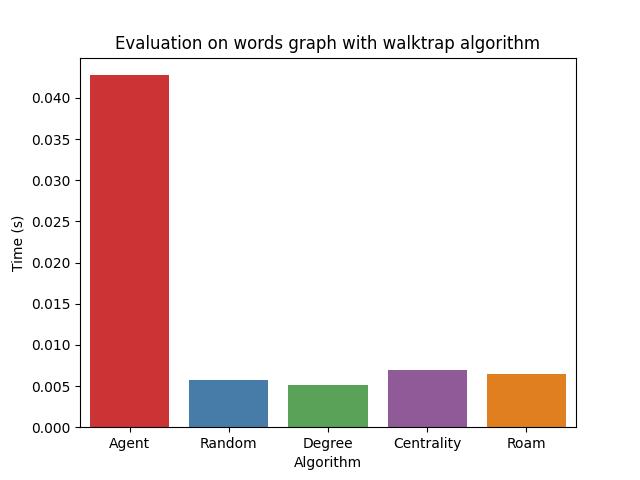 Evaluation on words graph with walktrap algorithm
0.040
0.035
0.030
0.025
0.020
0.015
0.010
0.005
0.000
Time (s)
Agent Random Degree Centrality Roam
Algorithm